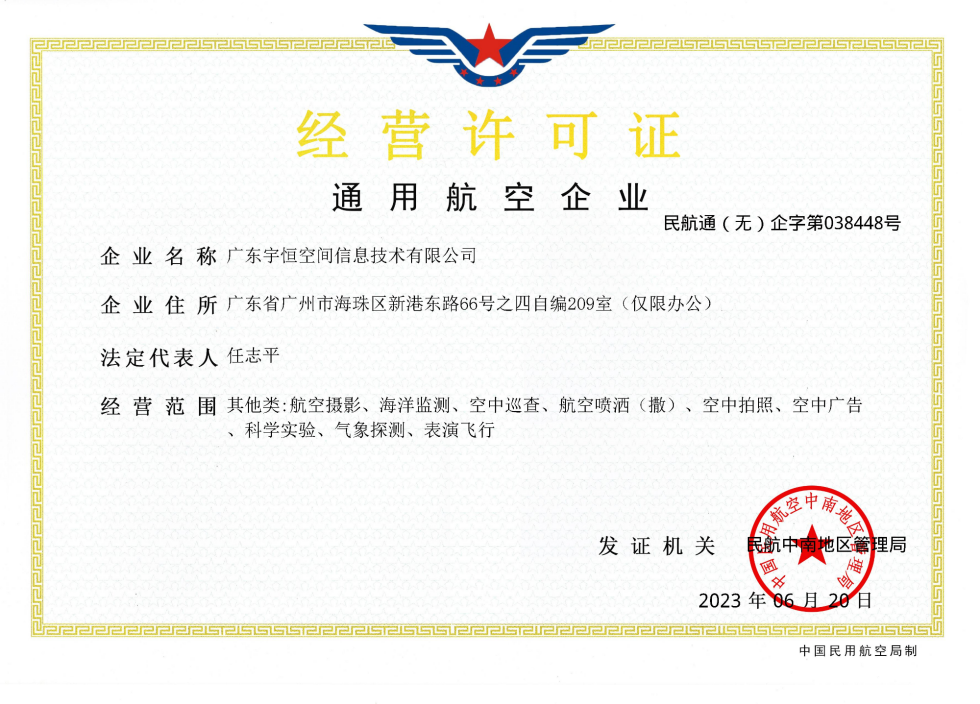 经营许可证
通用航空企业
民航通（无）企字第038448号
企业名称 广东宇恒空间信息技术有限公司
企业住所 广东省广州市海珠区新港东路66号之四自编209室（仅限办公）
法定代表人 任志平
经营范围 其他类:航空摄影、海洋监测、空中巡查、航空喷洒（撒）、空中拍照、空中广告
、科学实验、气象探测、表演飞行
中国民用航空中南地区管理局
发证机关 民航中南地区管理局
2023 年 06 月 20 日
中国民用航空局制